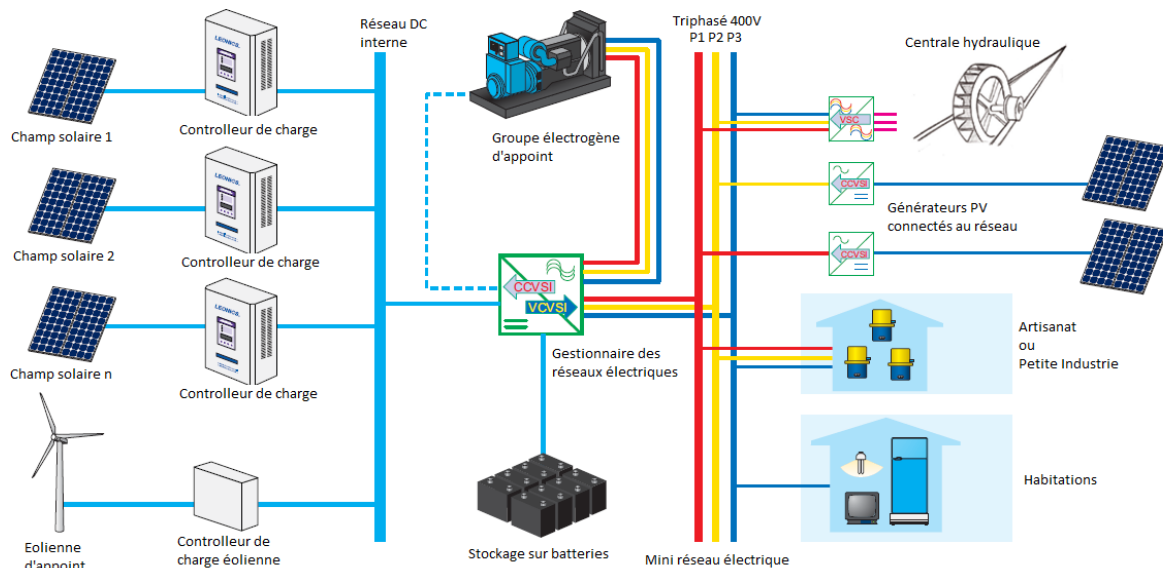 Réseau DC
interne
Triphasé 400V
P1 P2 P3
Centrale hydraulique
LEONICS
Champ solaire 1
Controlleur de charge
Groupe électrogène
d'appoint
VSC
LEONICS
CCVSI
Générateurs PV
connectés au réseau
Champ solaire 2
Controlleur de charge
CCVSI
CCVSI
VCVSI
LEONICS
Champ solaire n
Controlleur de charge
Gestionnaire des
réseaux électriques
Artisanat
ou
Petite Industrie
Habitations
Eolienne
d'appoint
Controlleur de
charge éolienne
Stockage sur batteries
Mini réseau électrique